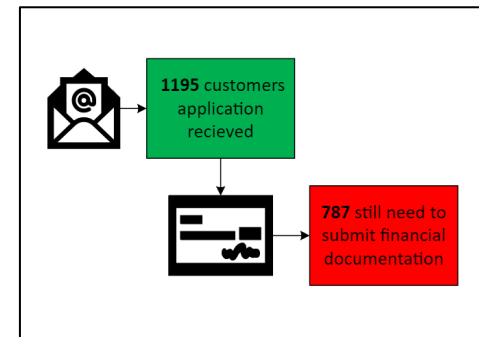 @
1195 customers
application
recieved
787 still need to
submit financial
documentation